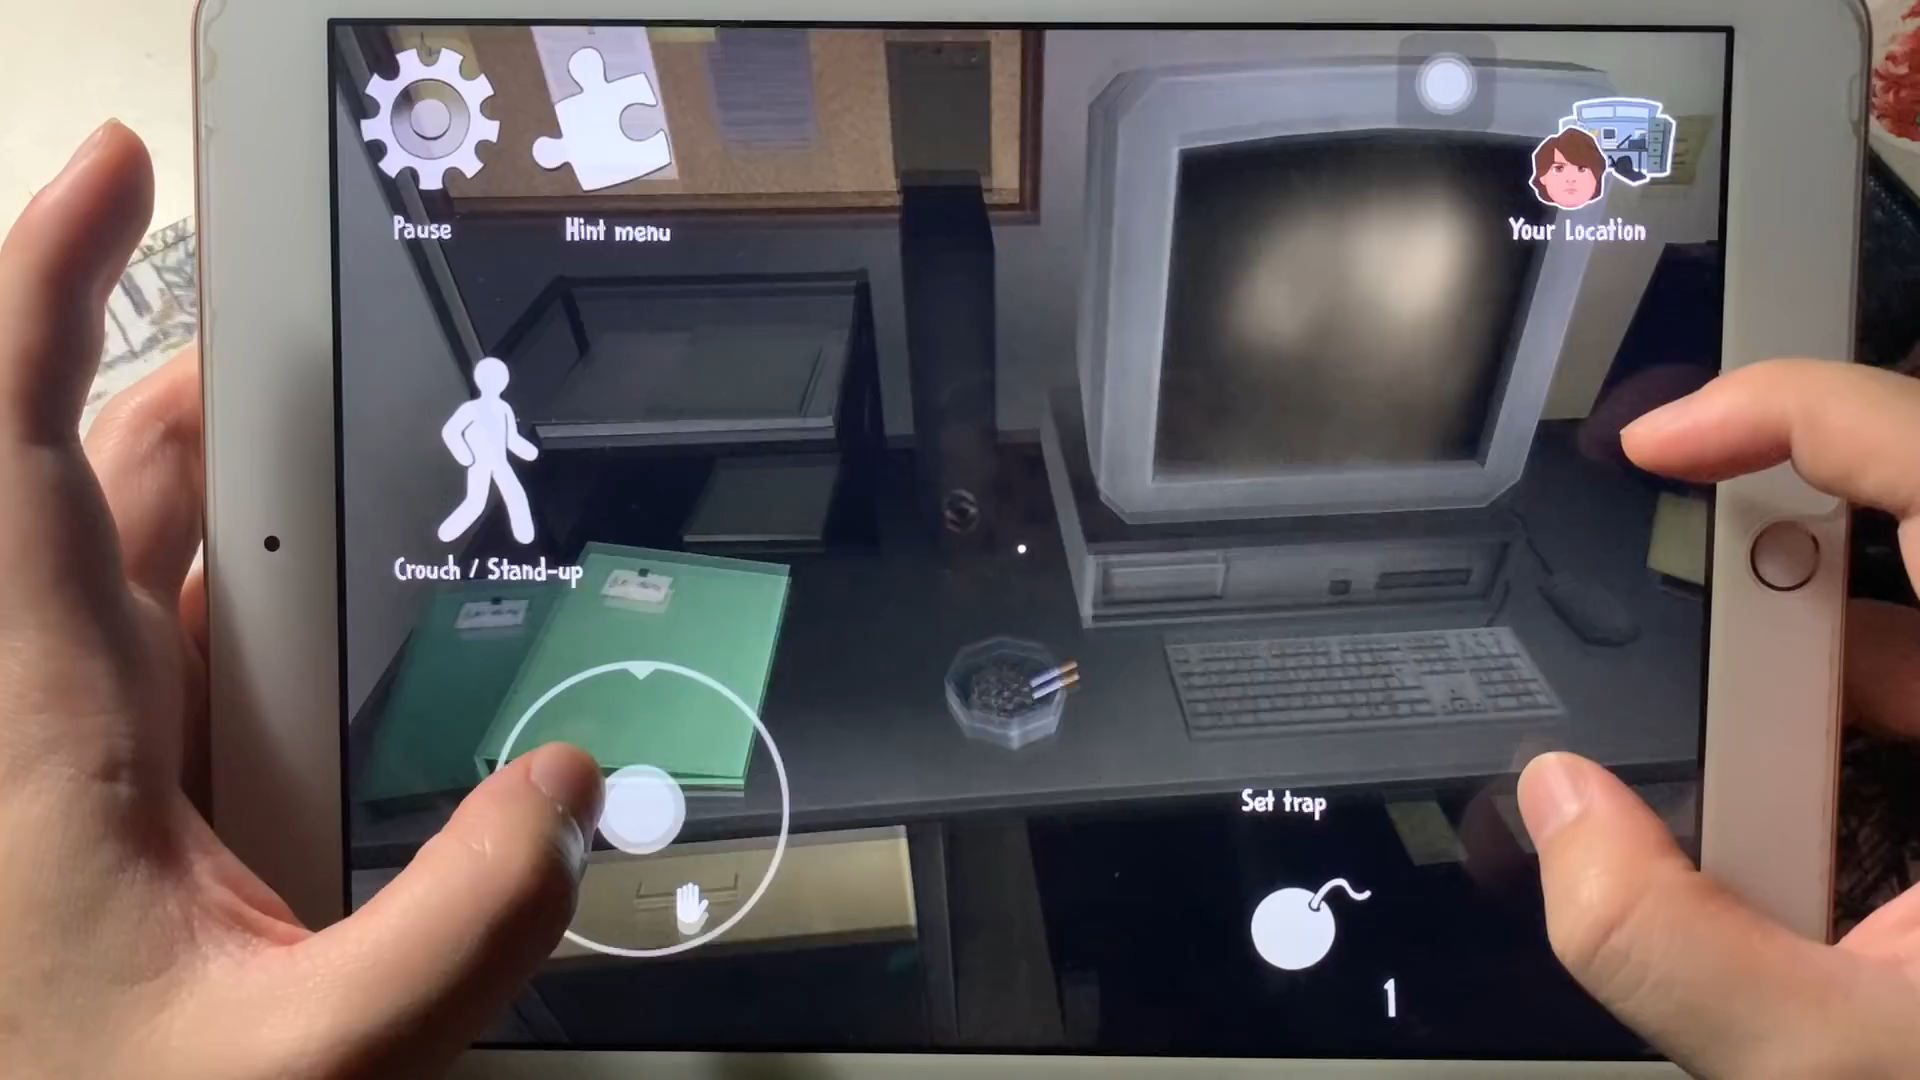 Pause
Hint menu
Your Location
Crouch / Stand-up
Set trap
1